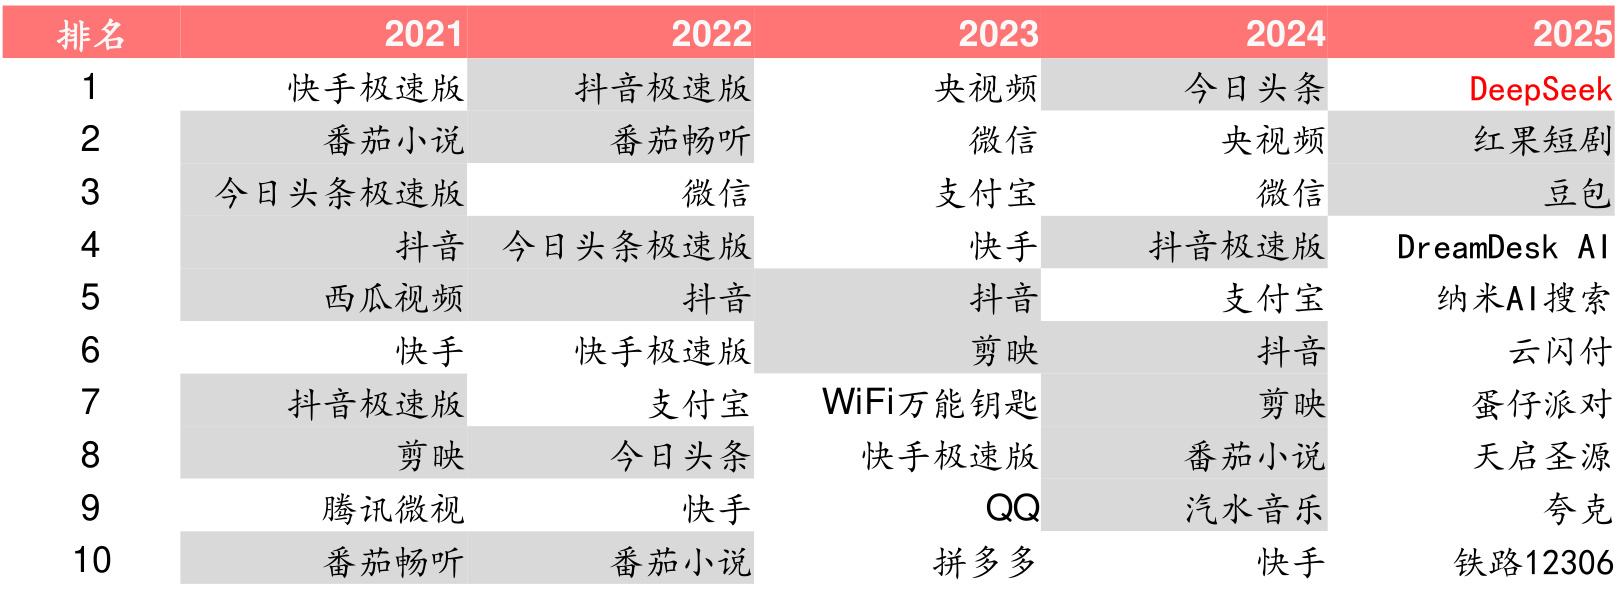 排名 2021 2022 2023 2024 2025
1 快手极速版 抖音极速版 央视频 今日头条 DeepSeek
2 番茄小说 番茄畅听 微信 央视频 红果短剧
3 今日头条极速版 微信 支付宝 微信 豆包
4 抖音 今日头条极速版 快手 抖音极速版 DreamDesk AI
5 西瓜视频 抖音 抖音 支付宝 纳米AI搜索
6 快手 快手极速版 剪映 抖音 云闪付
7 抖音极速版 支付宝 WiFi万能钥匙 剪映 蛋仔派对
8 剪映 今日头条 快手极速版 番茄小说 天启圣源
9 腾讯微视 快手 QQ 汽水音乐 夸克
10 番茄畅听 番茄小说 拼多多 快手 铁路12306